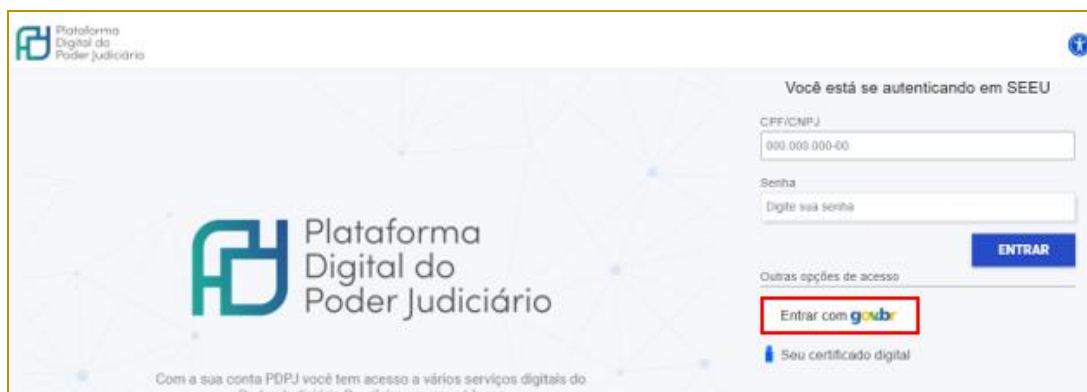 Plataforma
Digital do
Poder Judiciário
Você está se autenticando em SEEU
CPF/CNPJ
000.000.000-00
Senha
Digite sua senha
ENTRAR
Outras opções de acesso
Entrar com gov.br
Seu certificado digital
Plataforma
Digital do
Poder Judiciário
Com a sua conta PDPJ você tem acesso a vários serviços digitais do